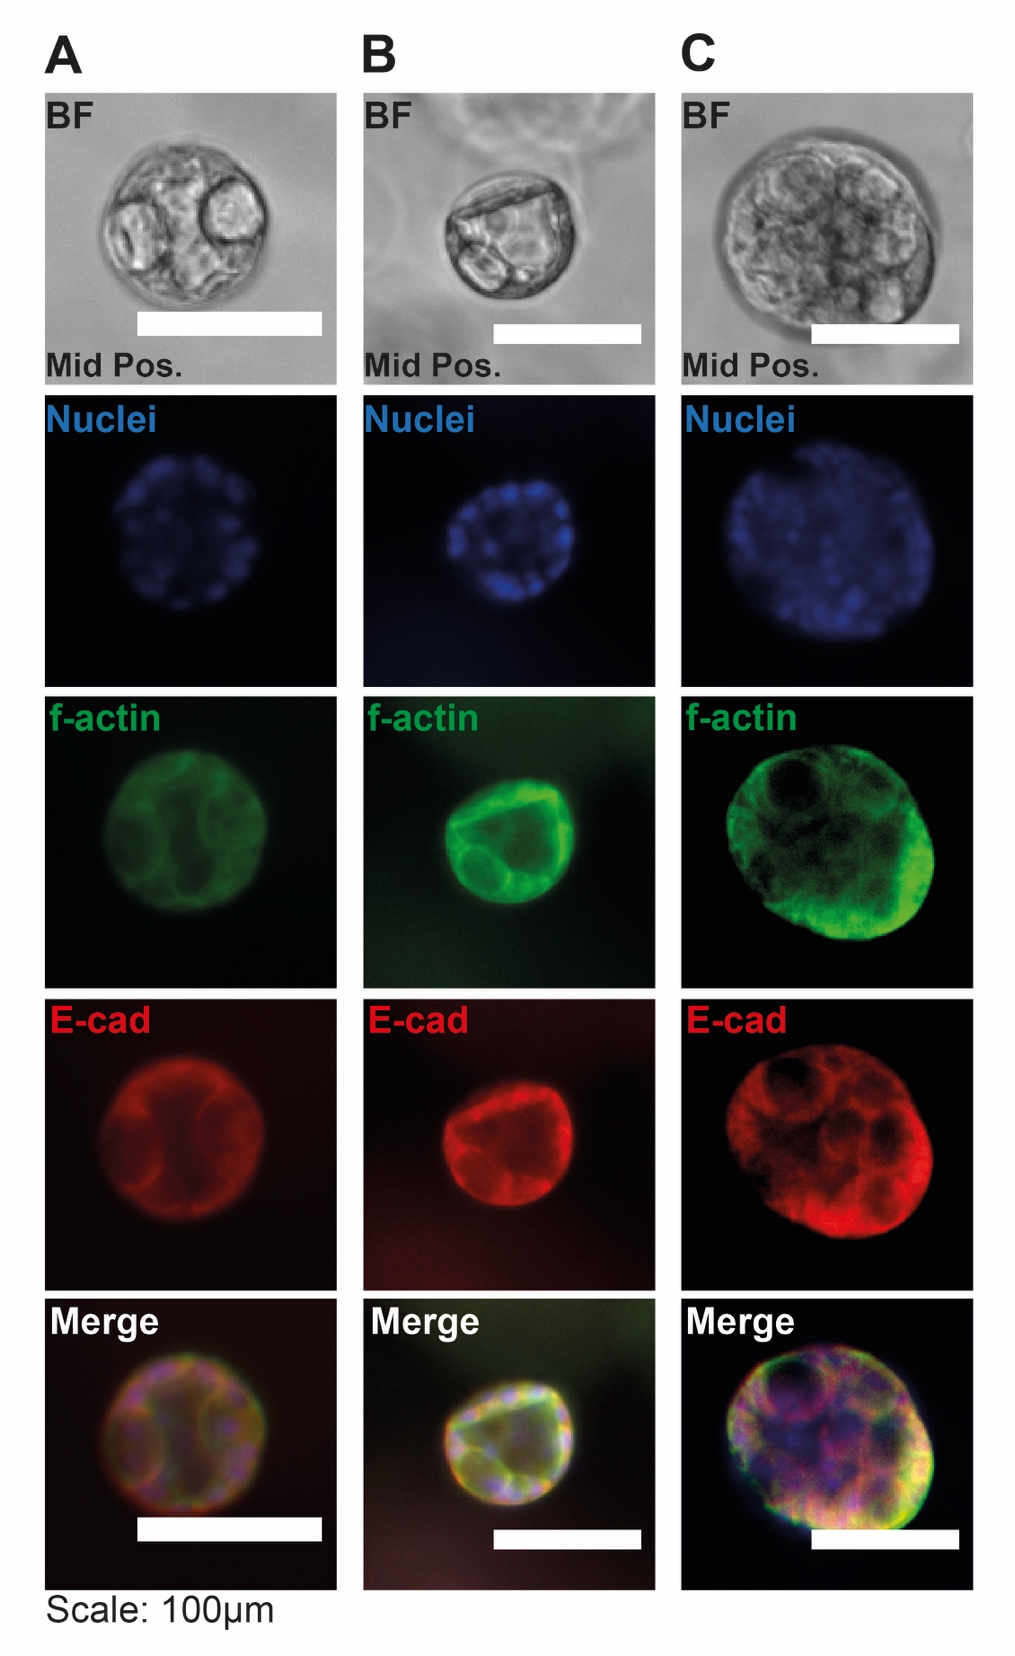 A B C
BF BF BF
Mid Pos. Mid Pos. Mid Pos.
Nuclei Nuclei Nuclei
f-actin f-actin f-actin
E-cad E-cad E-cad
Merge Merge Merge
Scale: 100µm